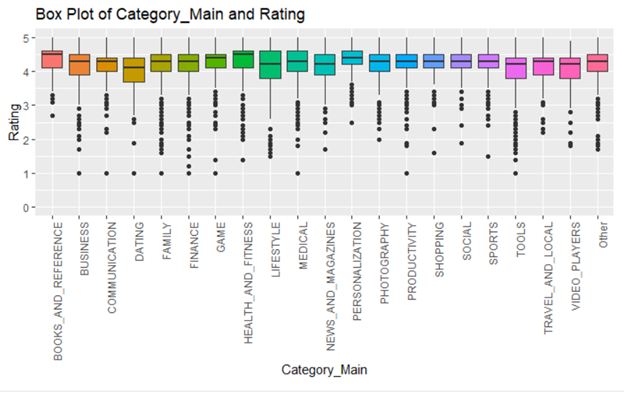 Box Plot of Category_Main and Rating
5
4
3
2
1
0
Rating
BOOKS_AND_REFERENCE
BUSINESS
COMMUNICATION
DATING
FAMILY
FINANCE
GAME
HEALTH_AND_FITNESS
LIFESTYLE
MEDICAL
NEWS_AND_MAGAZINES
PERSONALIZATION
PHOTOGRAPHY
PRODUCTIVITY
SHOPPING
SOCIAL
SPORTS
TOOLS
TRAVEL_AND_LOCAL
VIDEO_PLAYERS
Other
Category_Main